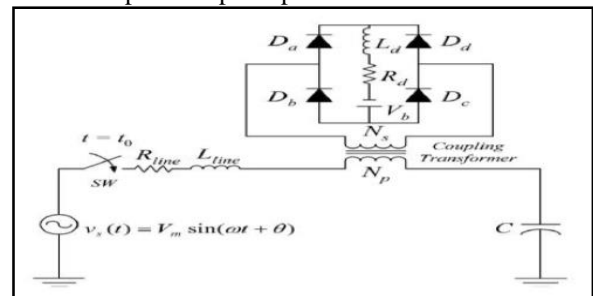 D_a L_d D_d
R_d
D_b V_b D_c
N_s
t = t_0 Coupling
R_line L_line Transformer
SW N_p
v_s(t) = V_m sin(ωt + θ) C